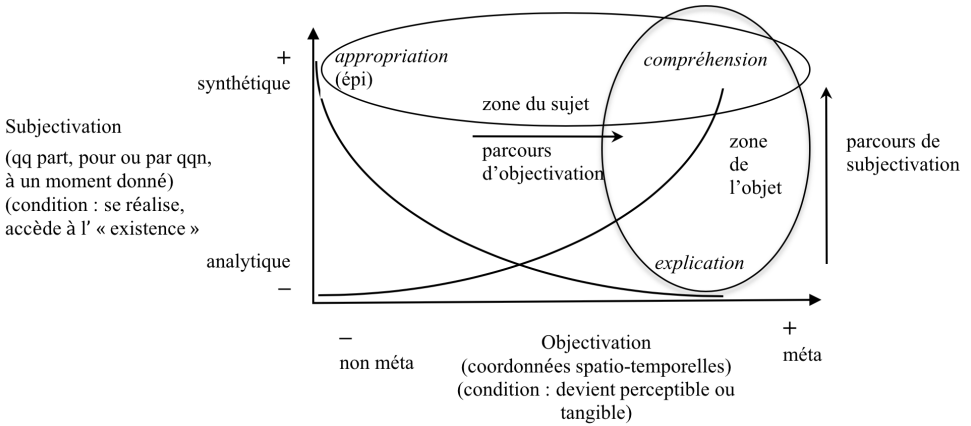 +
synthétique
Subjectivation
(qq part, pour ou par qqn,
à un moment donné)
(condition : se réalise,
accède à l’ « existence »
analytique
–
appropriation
(épi)
compréhension
zone du sujet
parcours
d’objectivation
zone
de
l’objet
explication
parcours de
subjectivation
–
non méta
Objectivation
(coordonnées spatio-temporelles)
(condition : devient perceptible ou
tangible)
+
méta